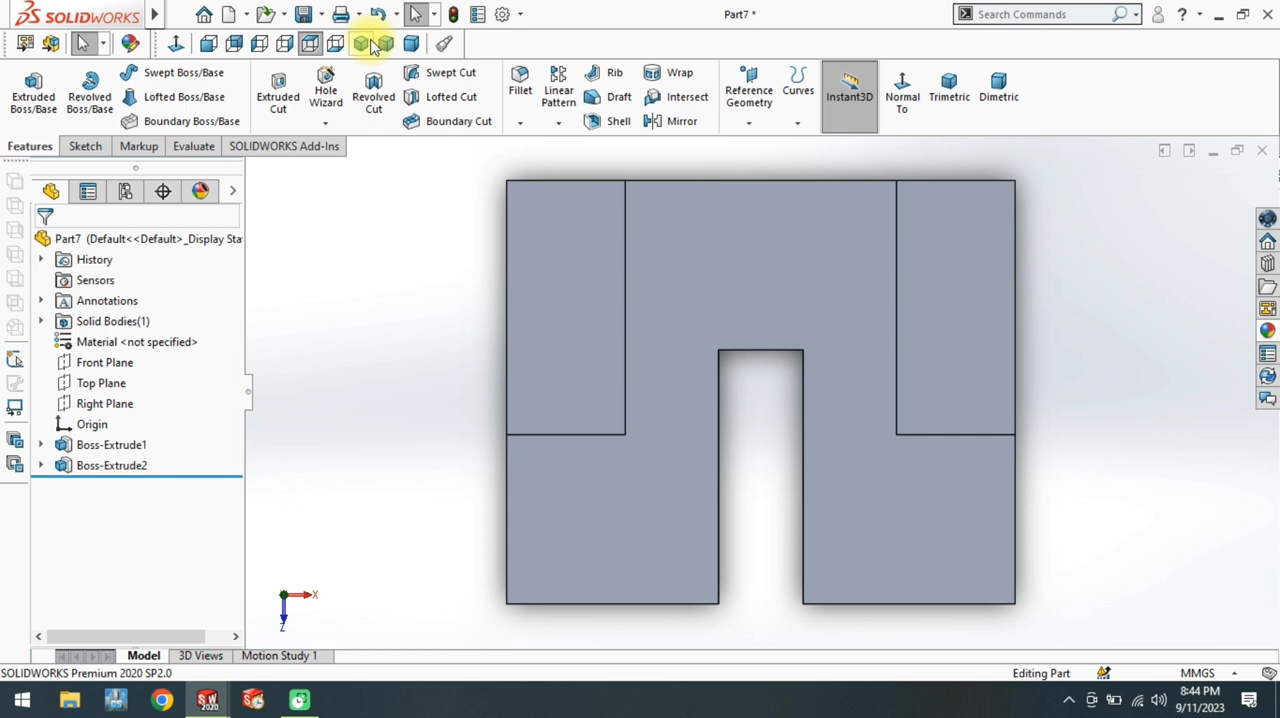 SOLIDWORKS
Part7 *
Search Commands
?
Extruded Boss/Base
Revolved Boss/Base
Swept Boss/Base
Lofted Boss/Base
Boundary Boss/Base
Extruded Cut
Hole Wizard
Revolved Cut
Swept Cut
Lofted Cut
Boundary Cut
Fillet
Linear Pattern
Rib
Draft
Shell
Wrap
Intersect
Mirror
Reference Geometry
Curves
Instant3D
Normal To
Trimetric
Dimetric
Features
Sketch
Markup
Evaluate
SOLIDWORKS Add-Ins
Part7 (Default<<Default>_Display Sta
History
Sensors
Annotations
Solid Bodies(1)
Material <not specified>
Front Plane
Top Plane
Right Plane
Origin
Boss-Extrude1
Boss-Extrude2
X
Z
Model
3D Views
Motion Study 1
SOLIDWORKS Premium 2020 SP2.0
Editing Part
MMGS
SW 2020
8:44 PM
9/11/2023